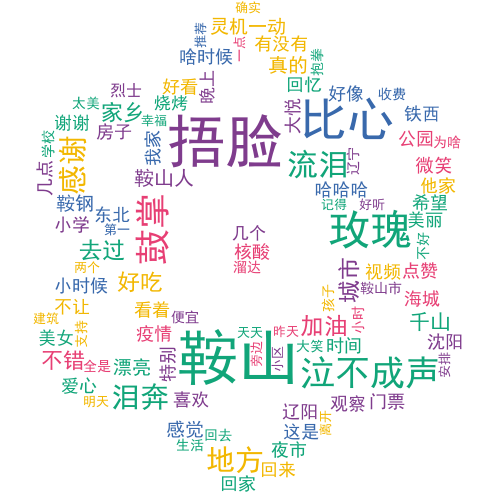 确实
灵机一动
推荐
一点
有没有
啥时候
真的
抱拳
晚上
回忆
烈士
好看
大悦
好像
收费
太美
家乡
烧烤
捂脸
比心
铁西
谢谢
房子
幸福
我家
公园
为啥
学校
感谢
流泪
辽宁
微笑
几点
鞍山人
哈哈哈
他家
鞍钢
东北
鼓掌
记得
好听
希望
小学
第一
玫瑰
美丽
去过
几个
核酸
城市
不好
两个
溜达
视频
点赞
小时候
好吃
孩子
鞍山市
海城
不让
看着
便宜
建筑
支持
疫情
天天
昨天
加油
小时
千山
美女
特别
鞍山
旁边
小区
大笑
时间
沈阳
不错
全是
漂亮
泣不成声
安排
爱心
泪奔
喜欢
观察
门票
明天
辽阳
离开
感觉
回去
这是
生活
夜市
地方
回来
回家